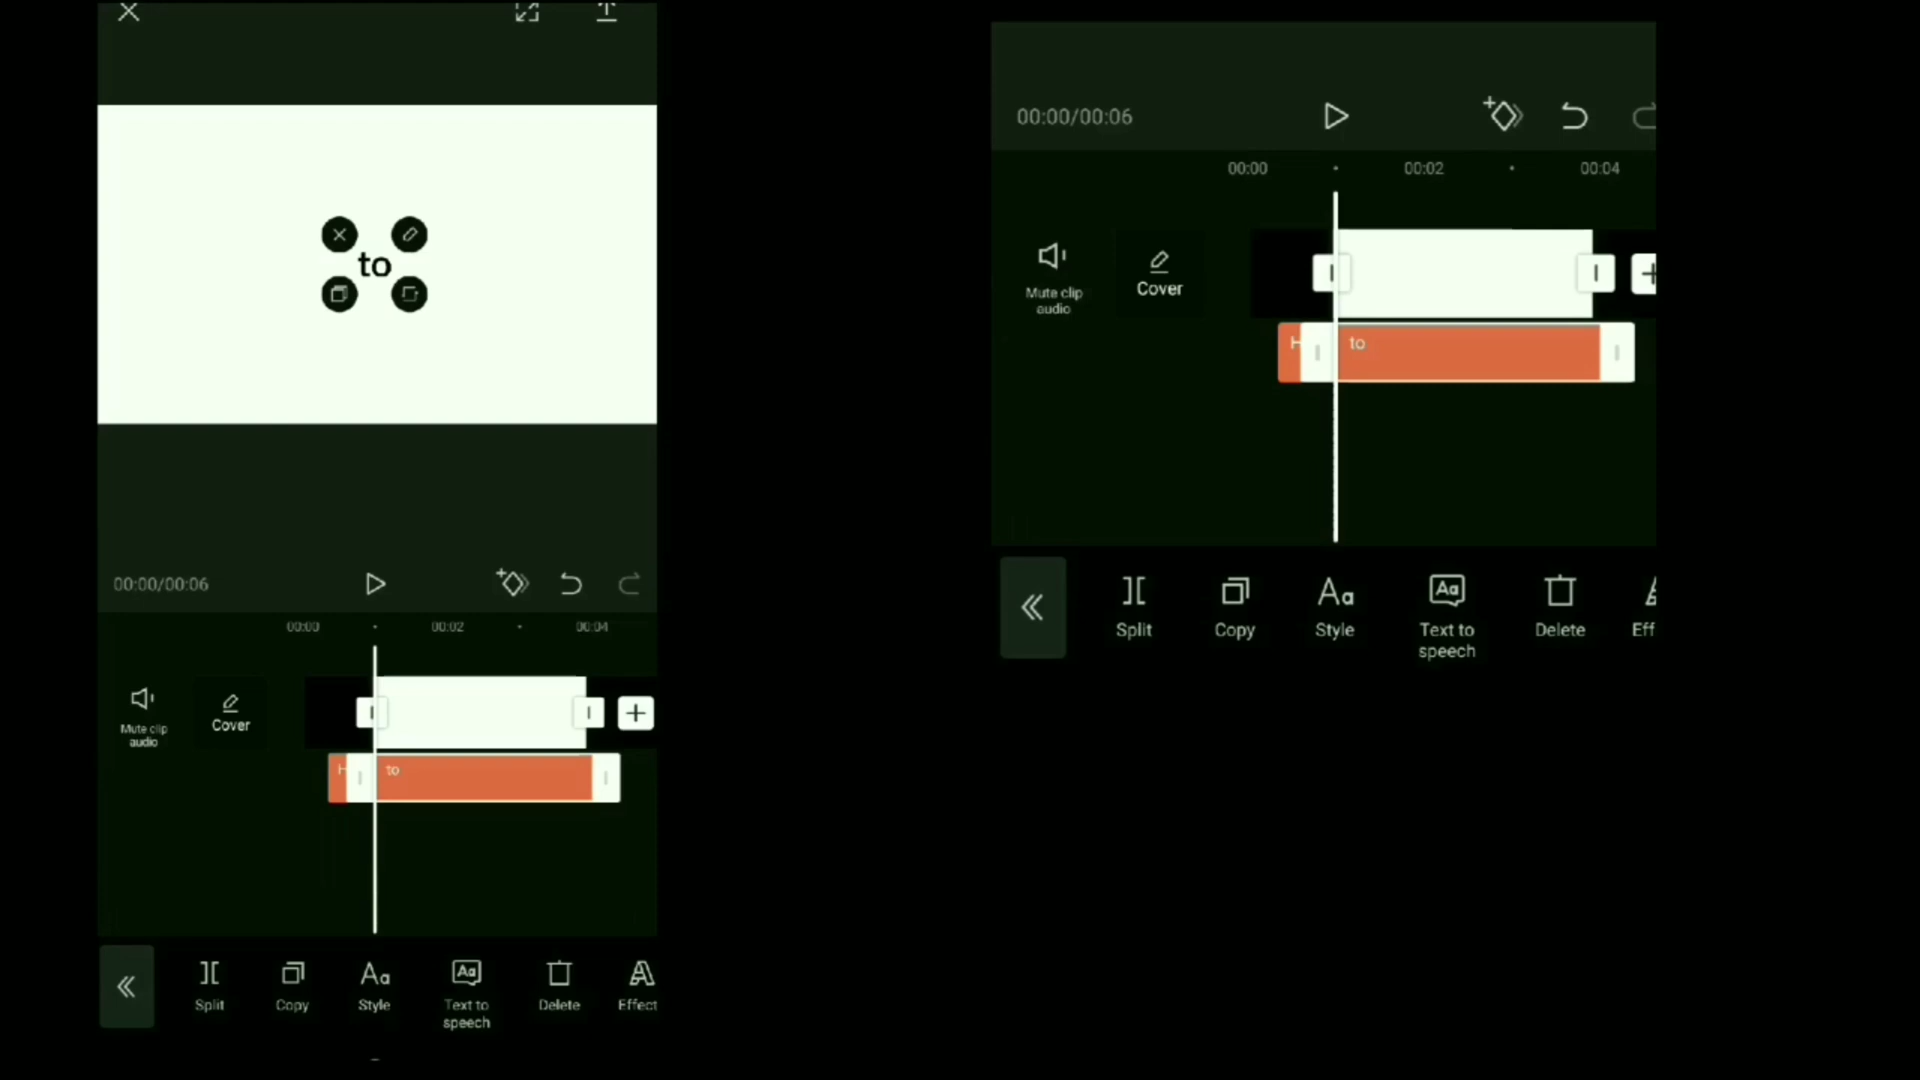 to
00:00/00:06
00:00 00:02 00:04
Mute clip
audio
Cover
H to
Split Copy Style Text to
speech Delete Effect
00:00/00:06
00:00 00:02 00:04
Mute clip
audio
Cover
H to
Split Copy Style Text to
speech Delete Eff